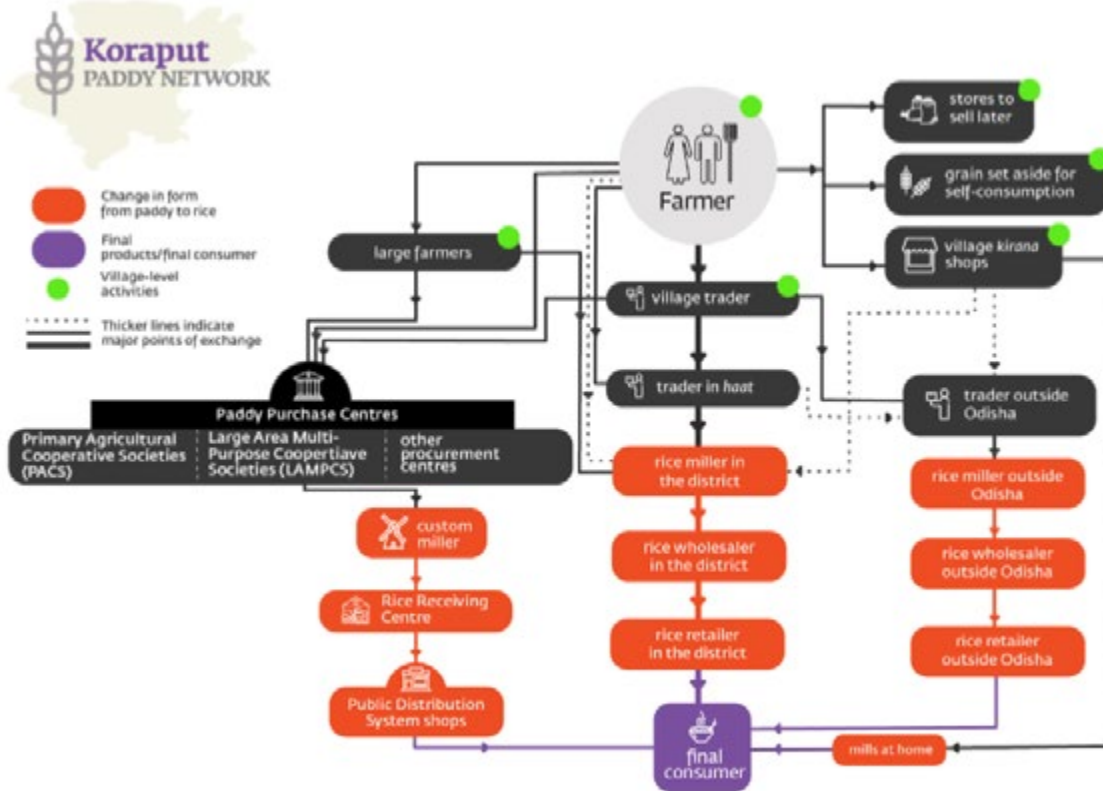 Koraput
PADDY NETWORK
Change in form
from paddy to rice
Final
products/final consumer
Village-level
activities
Thicker lines indicate
major points of exchange
Farmer
stores to
sell later
grain set aside for
self-consumption
village kirana
shops
large farmers
village trader
trader in haat
trader outside
Odisha
Paddy Purchase Centres
Primary Agricultural
Cooperative Societies
(PACS)
Large Area Multi-
Purpose Coopertiave
Societies (LAMPCS)
other
procurement
centres
rice miller in
the district
rice miller outside
Odisha
custom
miller
rice wholesaler
in the district
rice wholesaler
outside Odisha
Rice Receiving
Centre
rice retailer
in the district
rice retailer
outside Odisha
Public Distribution
System shops
final
consumer
mills at home